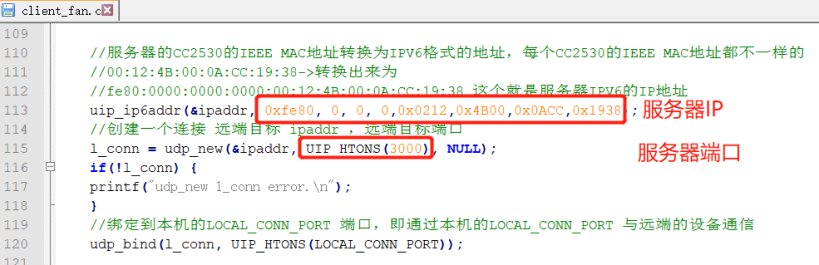 client_fan.c
109
110 //服务器的CC2530的IEEE MAC地址转换为IPV6格式的地址，每个CC2530的IEEE MAC地址都不一样的
111 //00:12:4B:00:0A:CC:19:38->转换出来为
112 //fe80:0000:0000:0000:00:12:4B:00:0A:CC:19:38 这个就是服务器IPV6的IP地址
113 uip_ip6addr(&ipaddr, 0xfe80, 0, 0, 0,0x0212,0x4B00,0x0ACC,0x1938); 服务器IP
114 //创建一个连接 远端目标 ipaddr ，远端目标端口
115 l_conn = udp_new(&ipaddr, UIP_HTONS(3000), NULL); 服务器端口
116 if(!l_conn) {
117 printf("udp_new l_conn error.\n");
118 }
119 //绑定到本机的LOCAL_CONN_PORT 端口，即通过本机的LOCAL_CONN_PORT 与远端的设备通信
120 udp_bind(l_conn, UIP_HTONS(LOCAL_CONN_PORT));
121